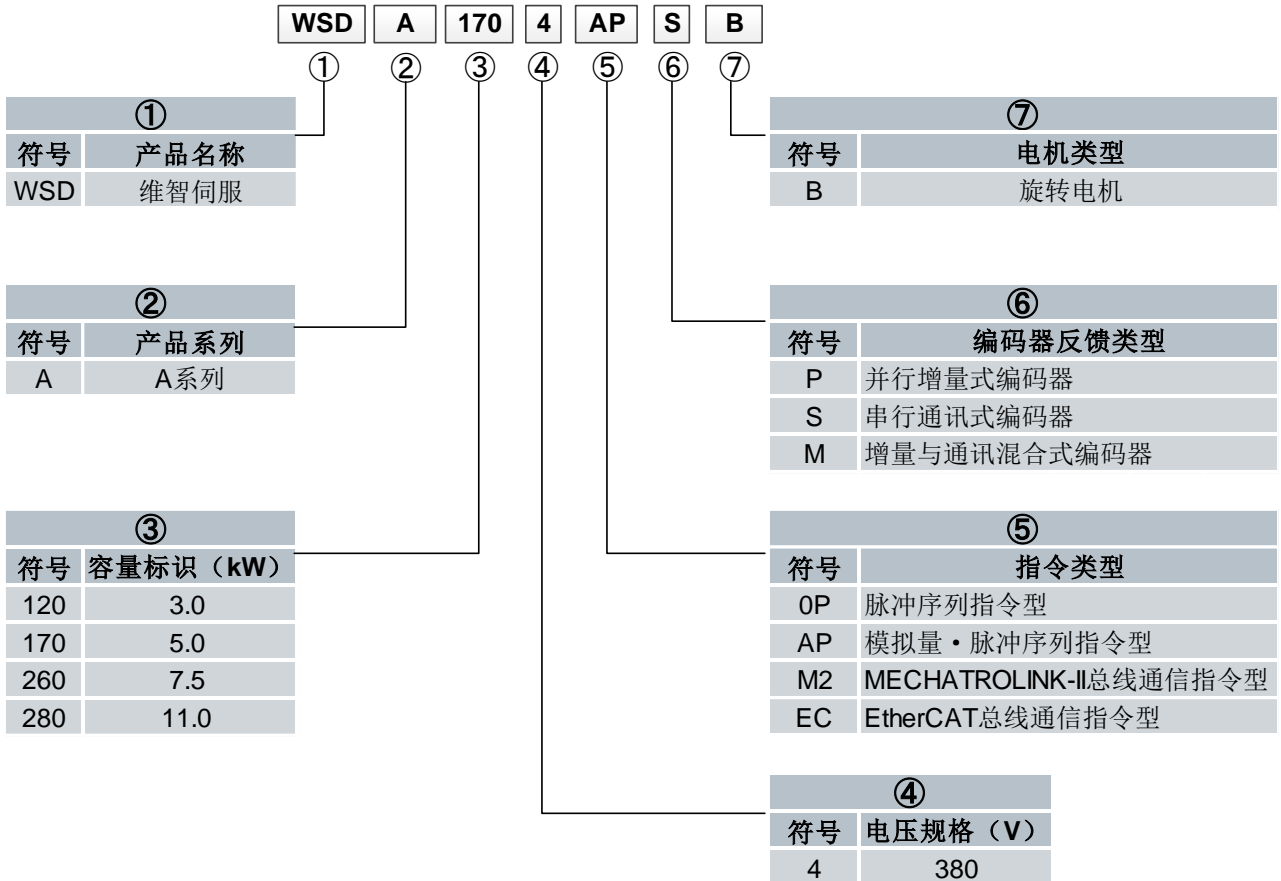 WSD A 170 4 AP S B
① ② ③ ④ ⑤ ⑥ ⑦
①
符号 产品名称
WSD 维智伺服
②
符号 产品系列
A A系列
③
符号 容量标识（kW）
120 3.0
170 5.0
260 7.5
280 11.0
⑦
符号 电机类型
B 旋转电机
⑥
符号 编码器反馈类型
P 并行增量式编码器
S 串行通讯式编码器
M 增量与通讯混合式编码器
⑤
符号 指令类型
0P 脉冲序列指令型
AP 模拟量·脉冲序列指令型
M2 MECHATROLINK-II总线通信指令型
EC EtherCAT总线通信指令型
④
符号 电压规格（V）
4 380